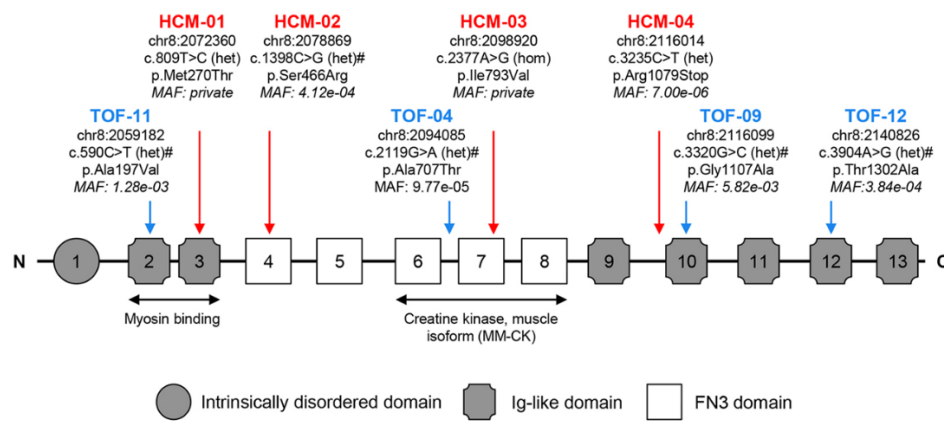 HCM-01
chr8:2072360
c.809T>C (het)
p.Met270Thr
MAF: private
HCM-02
chr8:2078869
c.1398C>G (het)#
p.Ser466Arg
MAF: 4.12e-04
HCM-03
chr8:2098920
c.2377A>G (hom)
p.Ile793Val
MAF: private
HCM-04
chr8:2116014
c.3235C>T (het)
p.Arg1079Stop
MAF: 7.00e-06
TOF-11
chr8:2059182
c.590C>T (het)#
p.Ala197Val
MAF: 1.28e-03
TOF-04
chr8:2094085
c.2119G>A (het)#
p.Ala707Thr
MAF: 9.77e-05
TOF-09
chr8:2116099
c.3320G>C (het)#
p.Gly1107Ala
MAF: 5.82e-03
TOF-12
chr8:2140826
c.3904A>G (het)#
p.Thr1302Ala
MAF:3.84e-04
N 1 2 3 4 5 6 7 8 9 10 11 12 13 C
Myosin binding
Creatine kinase, muscle
isoform (MM-CK)
Intrinsically disordered domain
Ig-like domain
FN3 domain